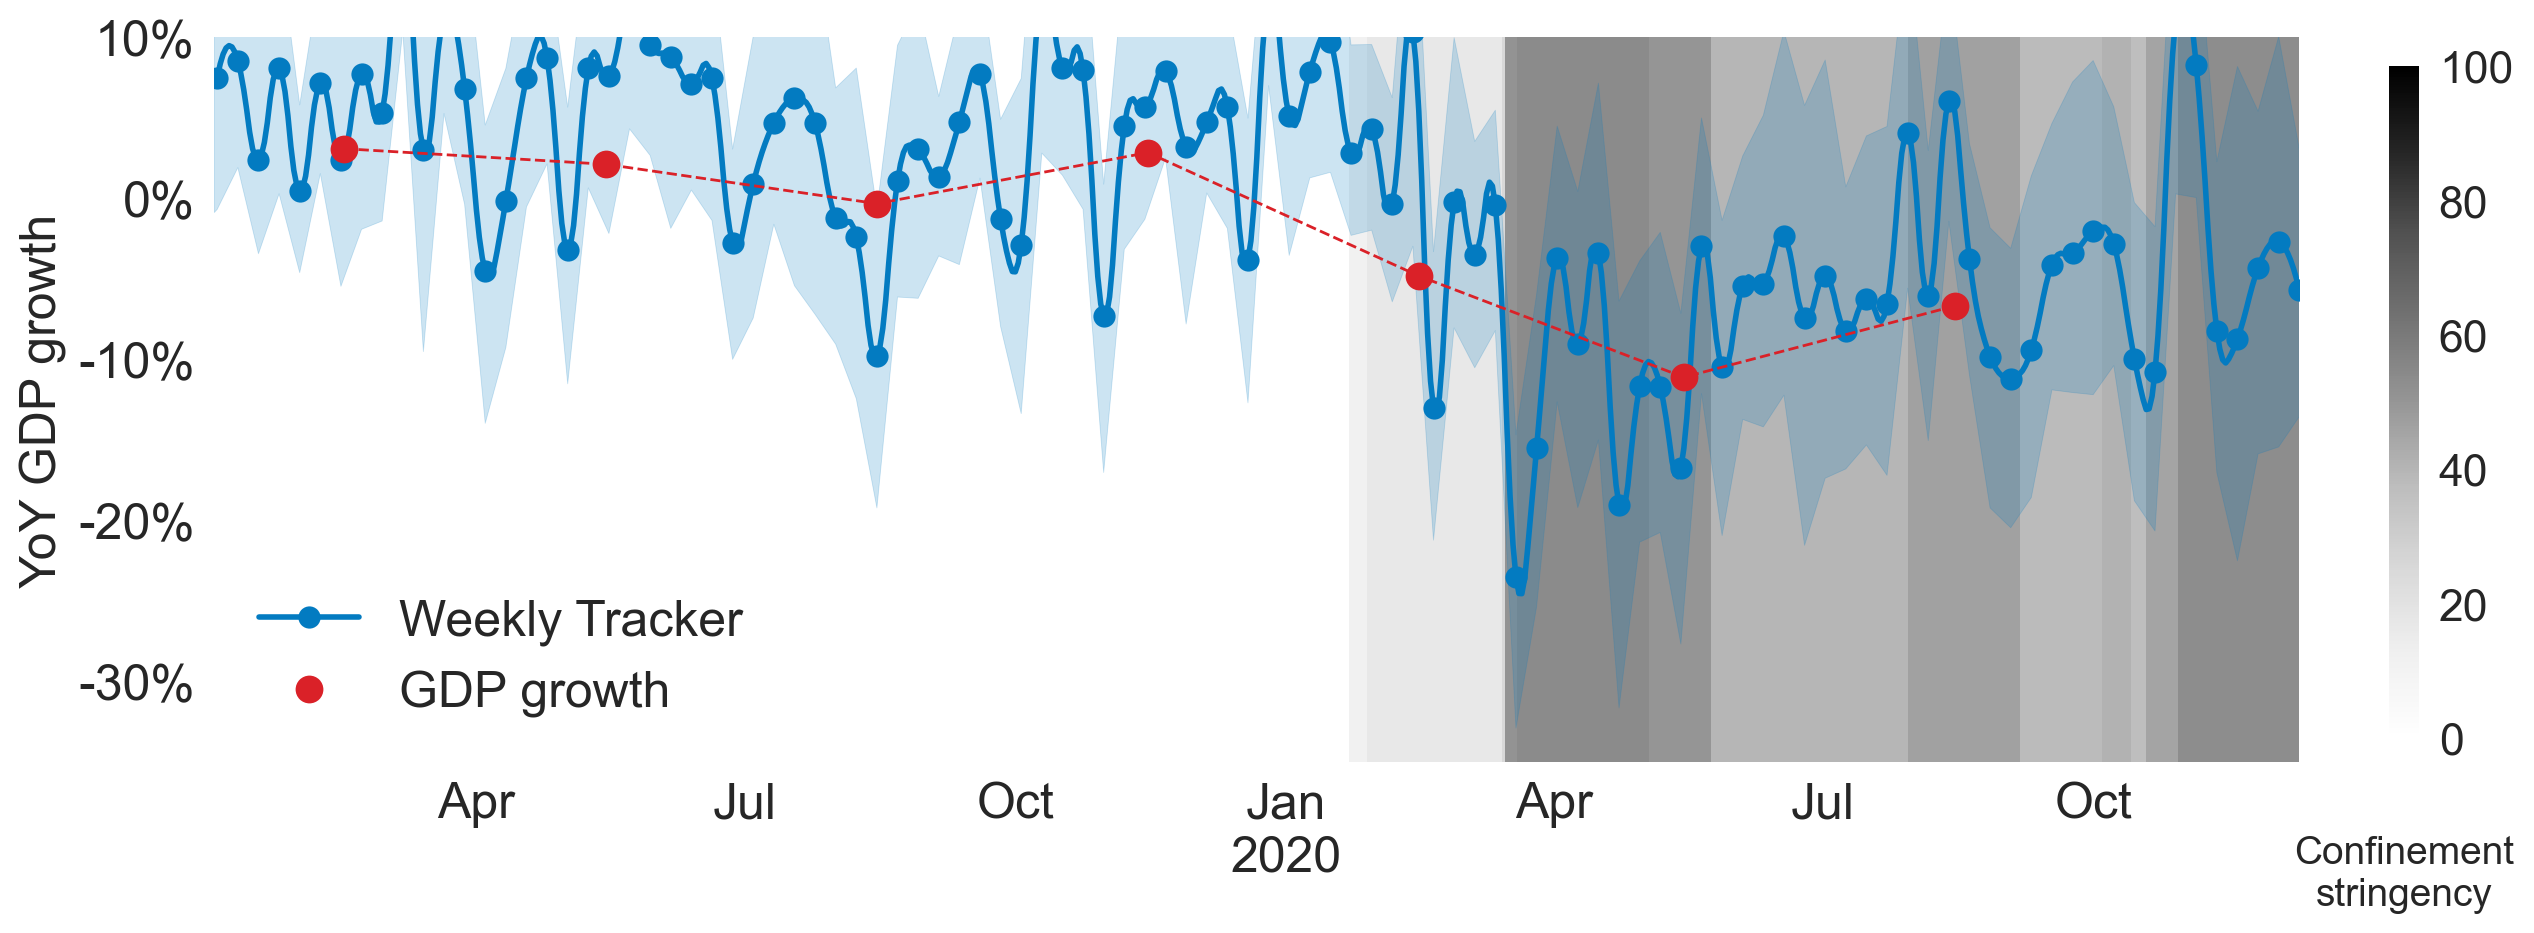 10%
0%
-10%
-20%
-30%
YoY GDP growth
Weekly Tracker
GDP growth
Apr
Jul
Oct
Jan
2020
Apr
Jul
Oct
100
80
60
40
20
0
Confinement
stringency